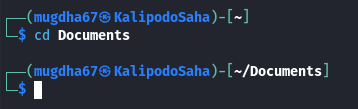 ┌──(mugdha67㉿KalipodoSaha)-[~]
└─$ cd Documents
┌──(mugdha67㉿KalipodoSaha)-[~/Documents]
└─$